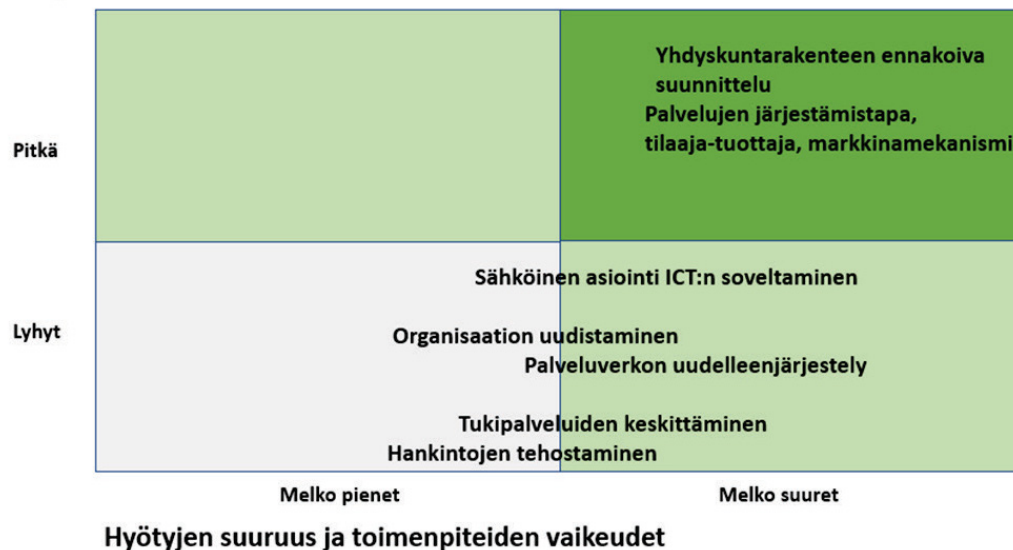 Yhdyskuntarakenteen ennakoiva
suunnittelu
Palvelujen järjestämistapa,
tilaaja-tuottaja, markkinamekanismi
Pitkä
Sähköinen asiointi ICT:n soveltaminen
Lyhyt
Organisaation uudistaminen
Palveluverkon uudelleenjärjestely
Tukipalveluiden keskittäminen
Hankintojen tehostaminen
Melko pienet
Melko suuret
Hyötyjen suuruus ja toimenpiteiden vaikeudet